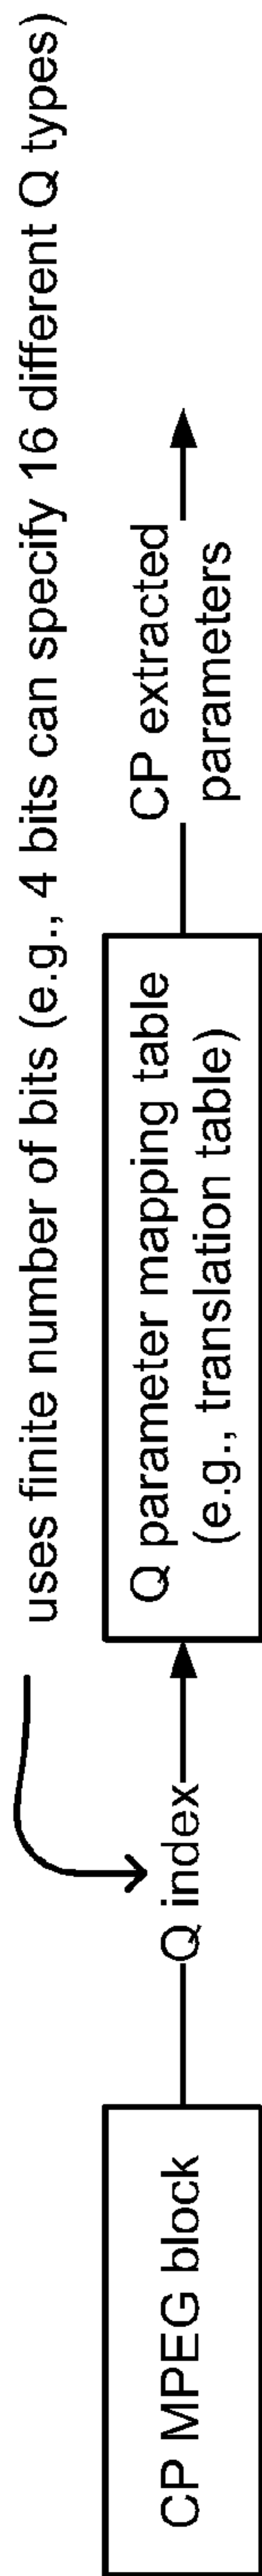 uses finite number of bits (e.g., 4 bits can specify 16 different Q types)
CP MPEG block
Q index
Q parameter mapping table
(e.g., translation table)
CP extracted
parameters